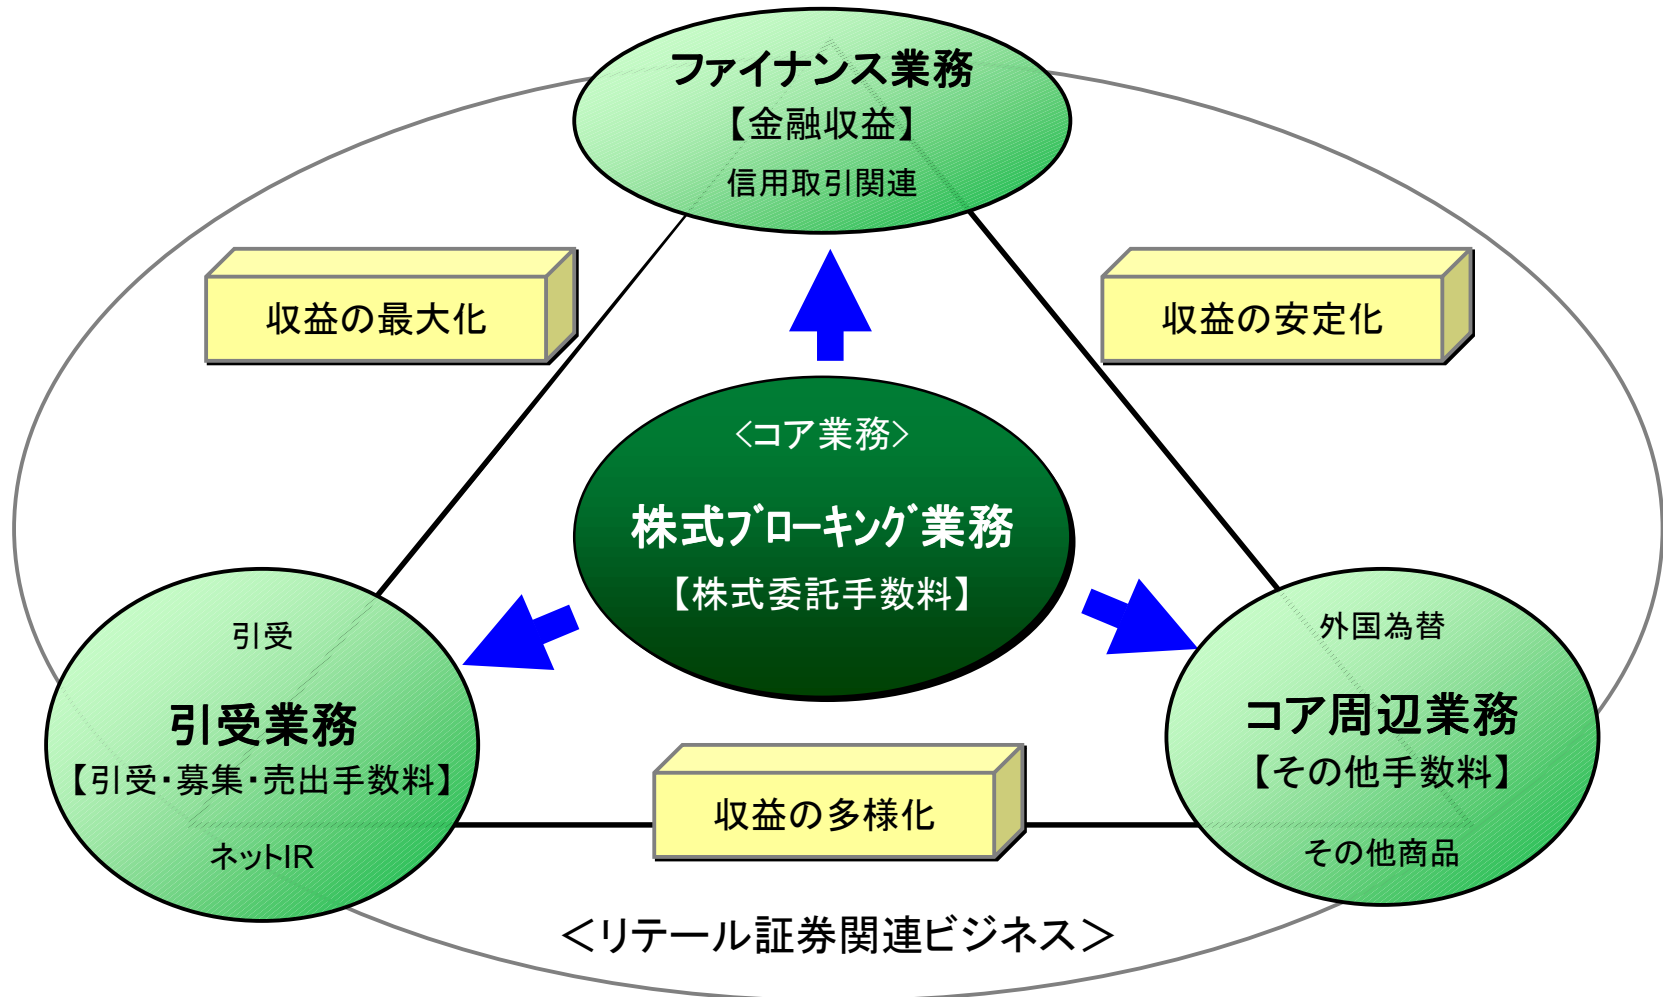 ファイナンス業務
【金融収益】
信用取引関連
収益の最大化
収益の安定化
<コア業務>
株式ブローキング業務
【株式委託手数料】
引受
引受業務
【引受・募集・売出手数料】
ネットIR
外国為替
コア周辺業務
【その他手数料】
その他商品
収益の多様化
＜リテール証券関連ビジネス＞